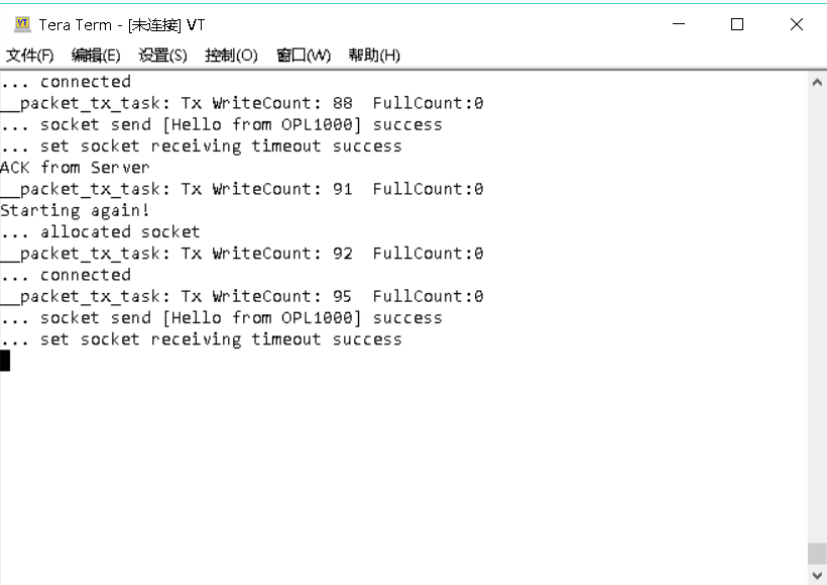 Tera Term - [未连接] VT
文件(F) 编辑(E) 设置(S) 控制(O) 窗口(W) 帮助(H)
... connected
__packet_tx_task: Tx WriteCount: 88  FullCount:0
... socket send [Hello from OPL1000] success
... set socket receiving timeout success
ACK from Server
__packet_tx_task: Tx WriteCount: 91  FullCount:0
Starting again!
... allocated socket
__packet_tx_task: Tx WriteCount: 92  FullCount:0
... connected
__packet_tx_task: Tx WriteCount: 95  FullCount:0
... socket send [Hello from OPL1000] success
... set socket receiving timeout success